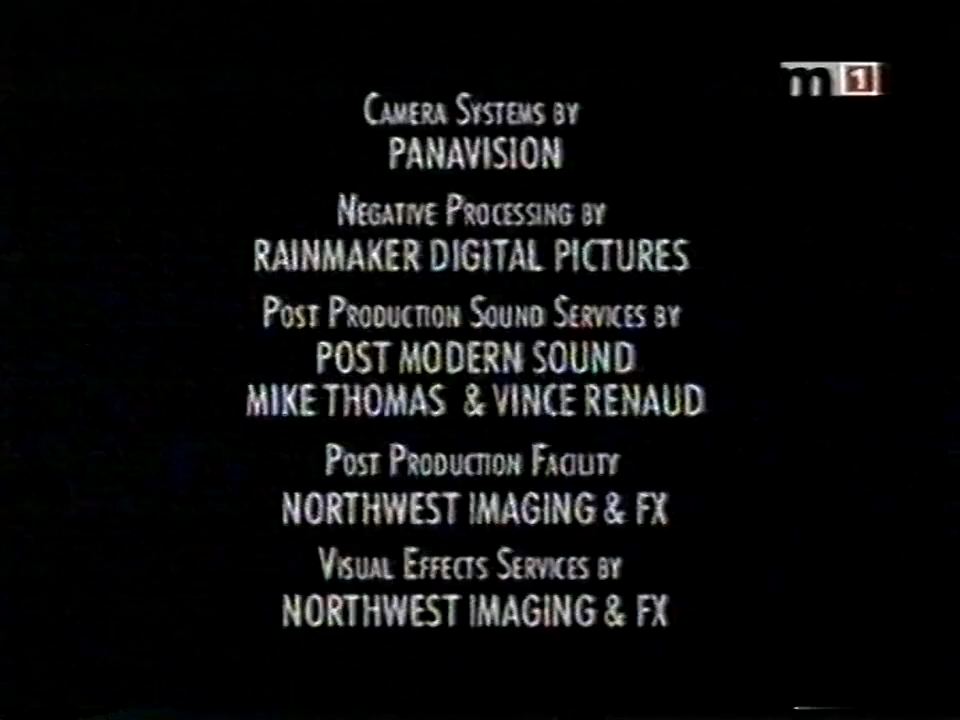 m1
Camera Systems by
PANAVISION
Negative Processing by
RAINMAKER DIGITAL PICTURES
Post Production Sound Services by
POST MODERN SOUND
MIKE THOMAS & VINCE RENAUD
Post Production Facility
NORTHWEST IMAGING & FX
Visual Effects Services by
NORTHWEST IMAGING & FX